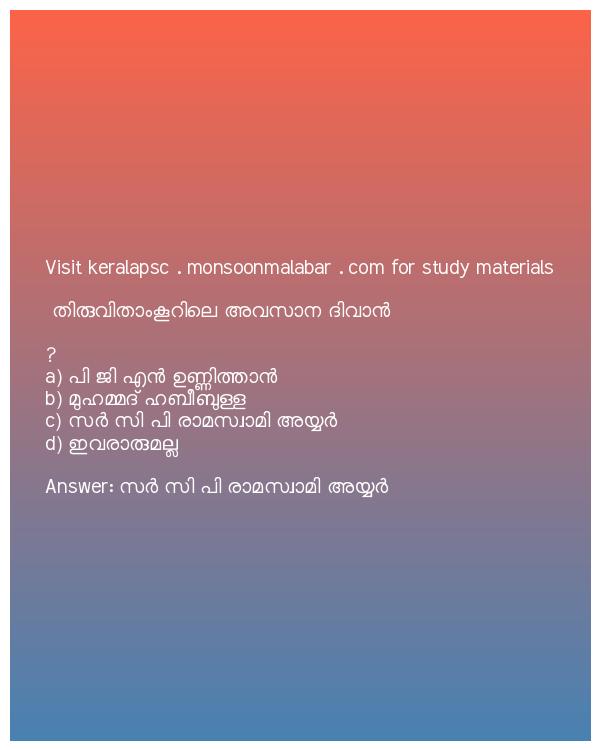 Visit keralapsc . monsoonmalabar . com for study materials
തിരുവിതാംകൂറിലെ അവസാന ദിവാൻ
?
a) പി ജി എൻ ഉണ്ണിത്താൻ
b) മുഹമ്മദ് ഹബീബുള്ള
c) സർ സി പി രാമസ്വാമി അയ്യർ
d) ഇവരാരുമല്ല
Answer: സർ സി പി രാമസ്വാമി അയ്യർ